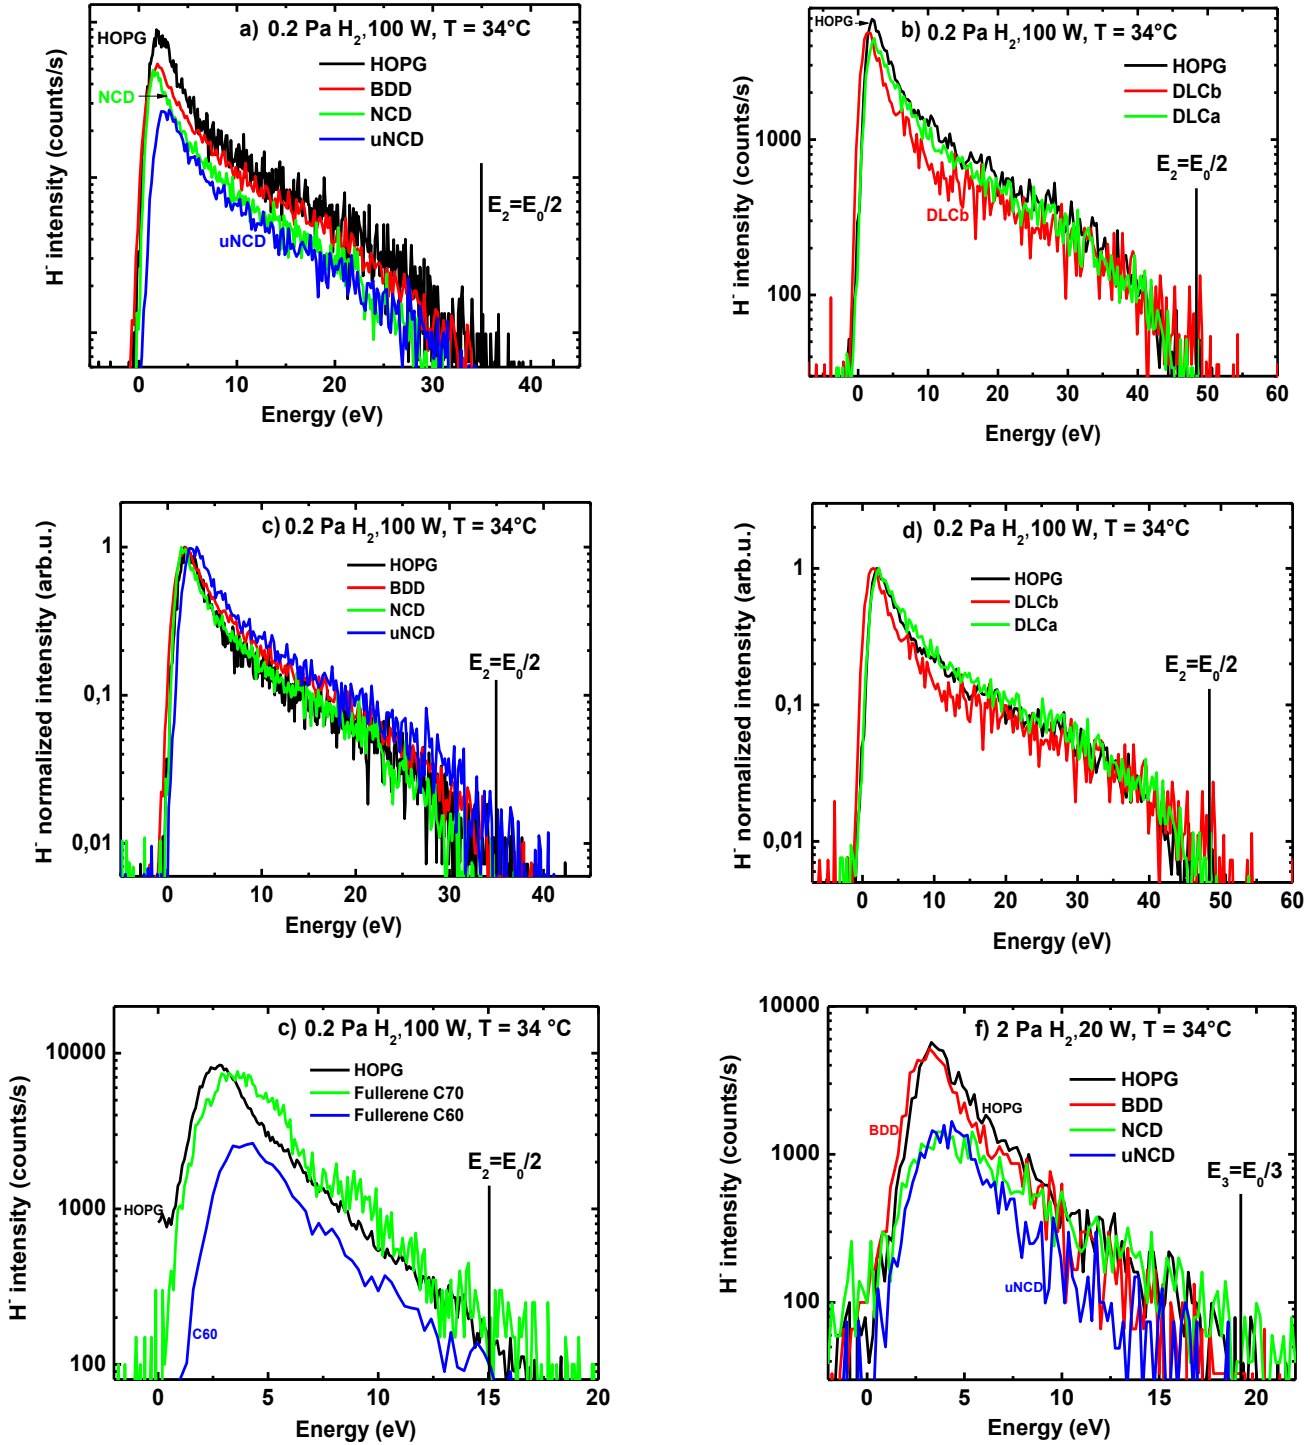 a) 0.2 Pa H₂,100 W, T = 34°C
HOPG
HOPG
BDD
NCD
uNCD
NCD
uNCD
E₂=E₀/2
H⁻ intensity (counts/s)
0 10 20 30 40
Energy (eV)
b) 0.2 Pa H₂,100 W, T = 34°C
HOPG
HOPG
DLCb
DLCa
1000
100
DLCb
E₂=E₀/2
H⁻ intensity (counts/s)
0 10 20 30 40 50 60
Energy (eV)
c) 0.2 Pa H₂,100 W, T = 34°C
HOPG
BDD
NCD
uNCD
1
0,1
0,01
E₂=E₀/2
H⁻ normalized intensity (arb.u.)
0 10 20 30 40
Energy (eV)
d) 0.2 Pa H₂,100 W, T = 34°C
HOPG
DLCb
DLCa
1
0,1
0,01
E₂=E₀/2
H⁻ normalized intensity (arb.u.)
0 10 20 30 40 50 60
Energy (eV)
c) 0.2 Pa H₂,100 W, T = 34 °C
HOPG
Fullerene C70
Fullerene C60
10000
1000
100
HOPG
C60
E₂=E₀/2
H⁻ intensity (counts/s)
0 5 10 15 20
Energy (eV)
f) 2 Pa H₂,20 W, T = 34°C
HOPG
BDD
NCD
uNCD
10000
1000
100
HOPG
BDD
uNCD
E₃=E₀/3
H⁻ intensity (counts/s)
0 5 10 15 20
Energy (eV)